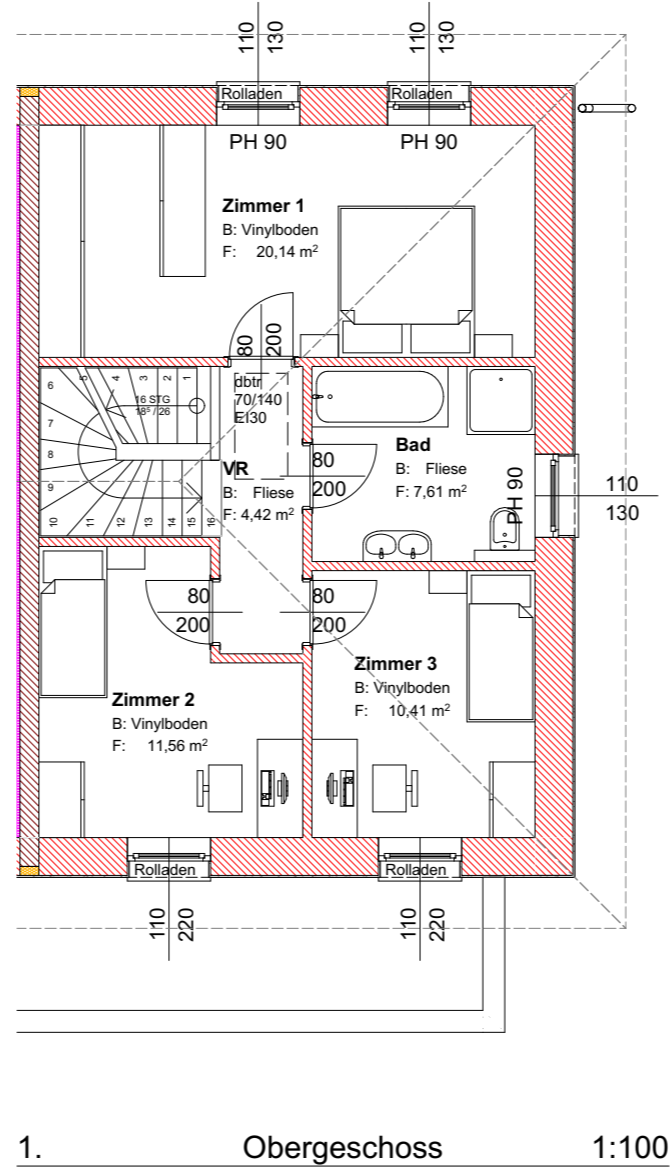 110
130
110
130
Rolladen
Rolladen
PH 90
PH 90
Zimmer 1
B: Vinylboden
F: 20,14 m²
80
200
6
5
4
3
2
1
16 STG
18⁵ / 26
7
8
9
10
11
12
13
14
15
16
dbtr
70/140
EI30
VR
B: Fliese
F: 4,42 m²
80
200
Bad
B: Fliese
F: 7,61 m²
PH 90
110
130
80
200
80
200
Zimmer 2
B: Vinylboden
F: 11,56 m²
Zimmer 3
B: Vinylboden
F: 10,41 m²
Rolladen
Rolladen
110
220
110
220
1. Obergeschoss 1:100